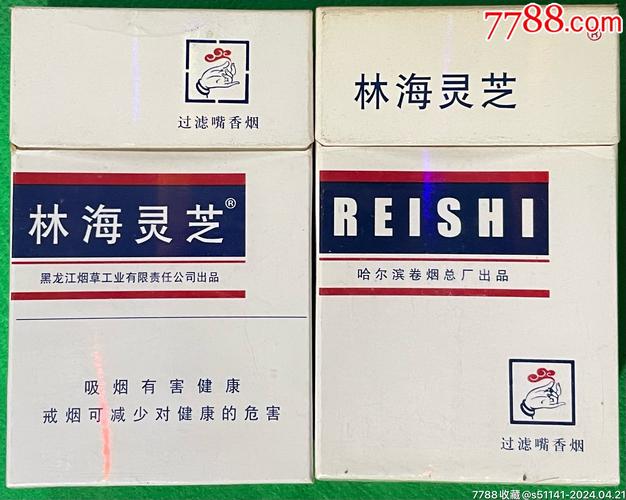 7788.com
过滤嘴香烟
林海灵芝®
黑龙江烟草工业有限责任公司出品
吸烟有害健康
戒烟可减少对健康的危害
®
林海灵芝
REISHI
哈尔滨卷烟总厂出品
过滤嘴香烟
7788收藏@s51141-2024.04.21